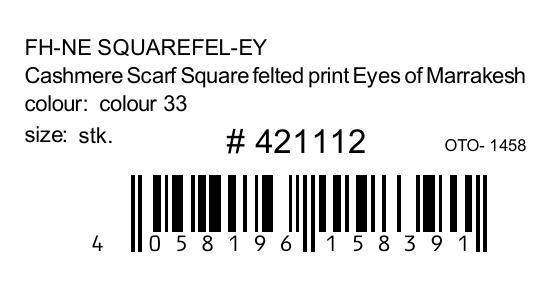 FH-NE SQUAREFEL-EY
Cashmere Scarf Square felted print Eyes of Marrakesh
colour: colour 33
size: stk. # 421112 OTO- 1458
4 058196 158391